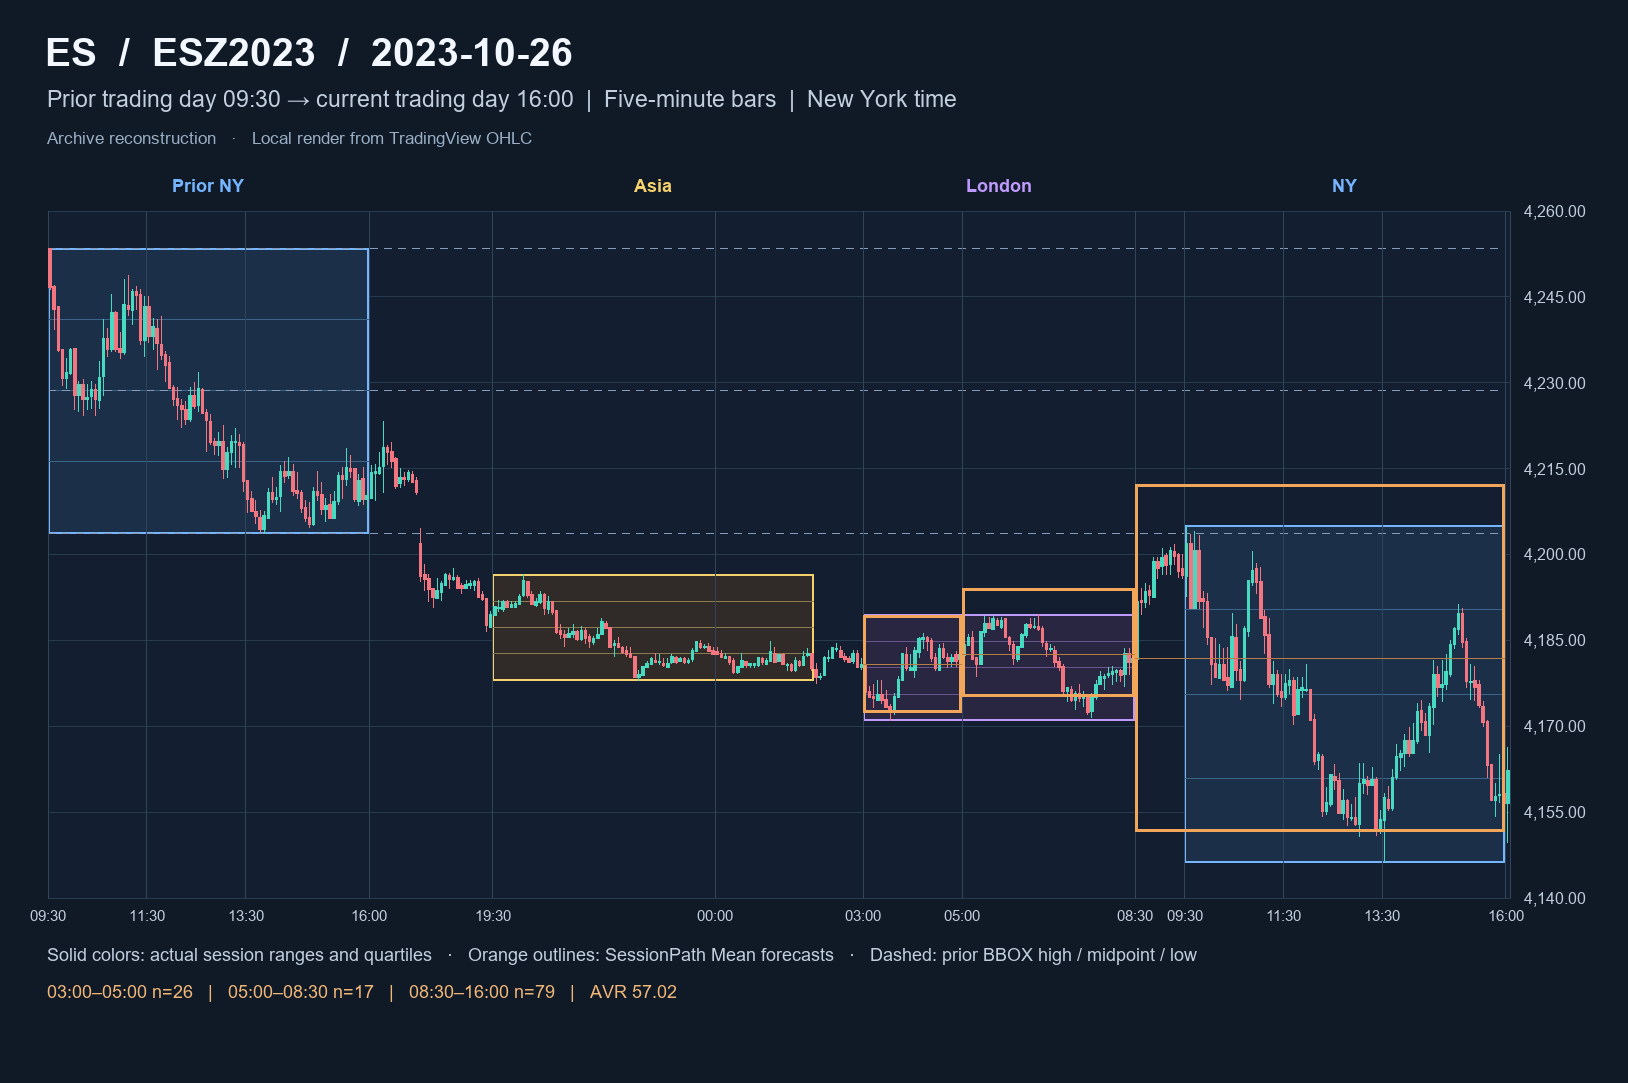 ES / ESZ2023 / 2023-10-26
Prior trading day 09:30 → current trading day 16:00 | Five-minute bars | New York time
Archive reconstruction · Local render from TradingView OHLC
Prior NY Asia London NY
4,260.00
4,245.00
4,230.00
4,215.00
4,200.00
4,185.00
4,170.00
4,155.00
4,140.00
09:30 11:30 13:30 16:00 19:30 00:00 03:00 05:00 08:30 09:30 11:30 13:30 16:00
Solid colors: actual session ranges and quartiles · Orange outlines: SessionPath Mean forecasts · Dashed: prior BBOX high / midpoint / low
03:00–05:00 n=26 | 05:00–08:30 n=17 | 08:30–16:00 n=79 | AVR 57.02